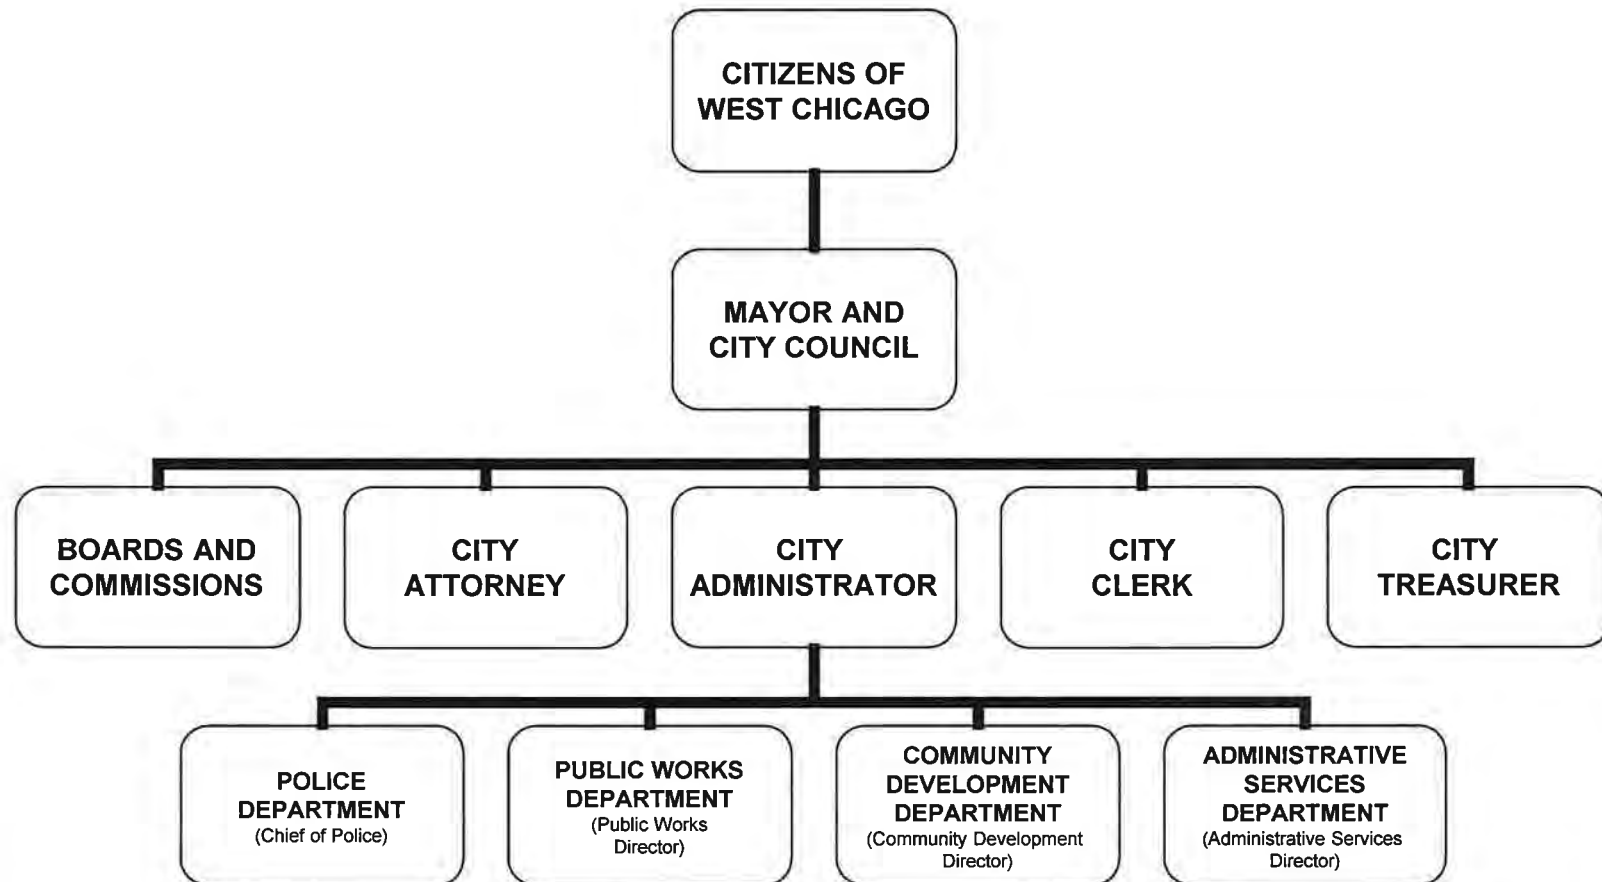 CITIZENS OF
WEST CHICAGO
MAYOR AND
CITY COUNCIL
BOARDS AND
COMMISSIONS
CITY
ATTORNEY
CITY
ADMINISTRATOR
CITY
CLERK
CITY
TREASURER
POLICE
DEPARTMENT
(Chief of Police)
PUBLIC WORKS
DEPARTMENT
(Public Works
Director)
COMMUNITY
DEVELOPMENT
DEPARTMENT
(Community Development
Director)
ADMINISTRATIVE
SERVICES
DEPARTMENT
(Administrative Services
Director)